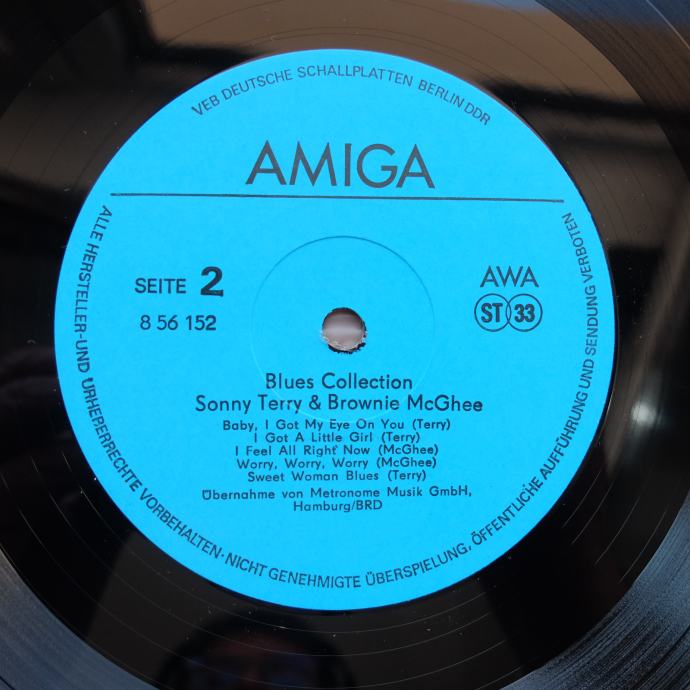 VEB DEUTSCHE SCHALLPLATTEN BERLIN DDR
AMIGA
SEITE 2
8 56 152
AWA
ST 33
Blues Collection
Sonny Terry & Brownie McGhee
Baby, I Got My Eye On You (Terry)
I Got A Little Girl (Terry)
I Feel All Right Now (McGhee)
Worry, Worry, Worry (McGhee)
Sweet Woman Blues (Terry)
Übernahme von Metronome Musik GmbH,
Hamburg/BRD
ALLE HERSTELLER-UND URHEBERRECHTE VORBEHALTEN·NICHT GENEHMIGTE ÜBERSPIELUNG, ÖFFENTLICHE AUFFÜHRUNG UND SENDUNG VERBOTEN